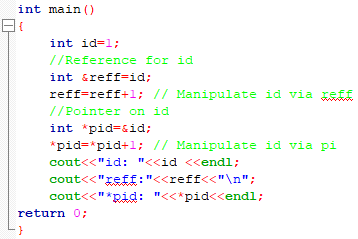 int main()
{
int id=1;
//Reference for id
int &reff=id;
reff=reff+1; // Manipulate id via reff
//Pointer on id
int *pid=&id;
*pid=*pid+1; // Manipulate id via pi
cout<<"id: "<<id <<endl;
cout<<"reff:"<<reff<<"\n";
cout<<"*pid: "<<*pid<<endl;
return 0;
}